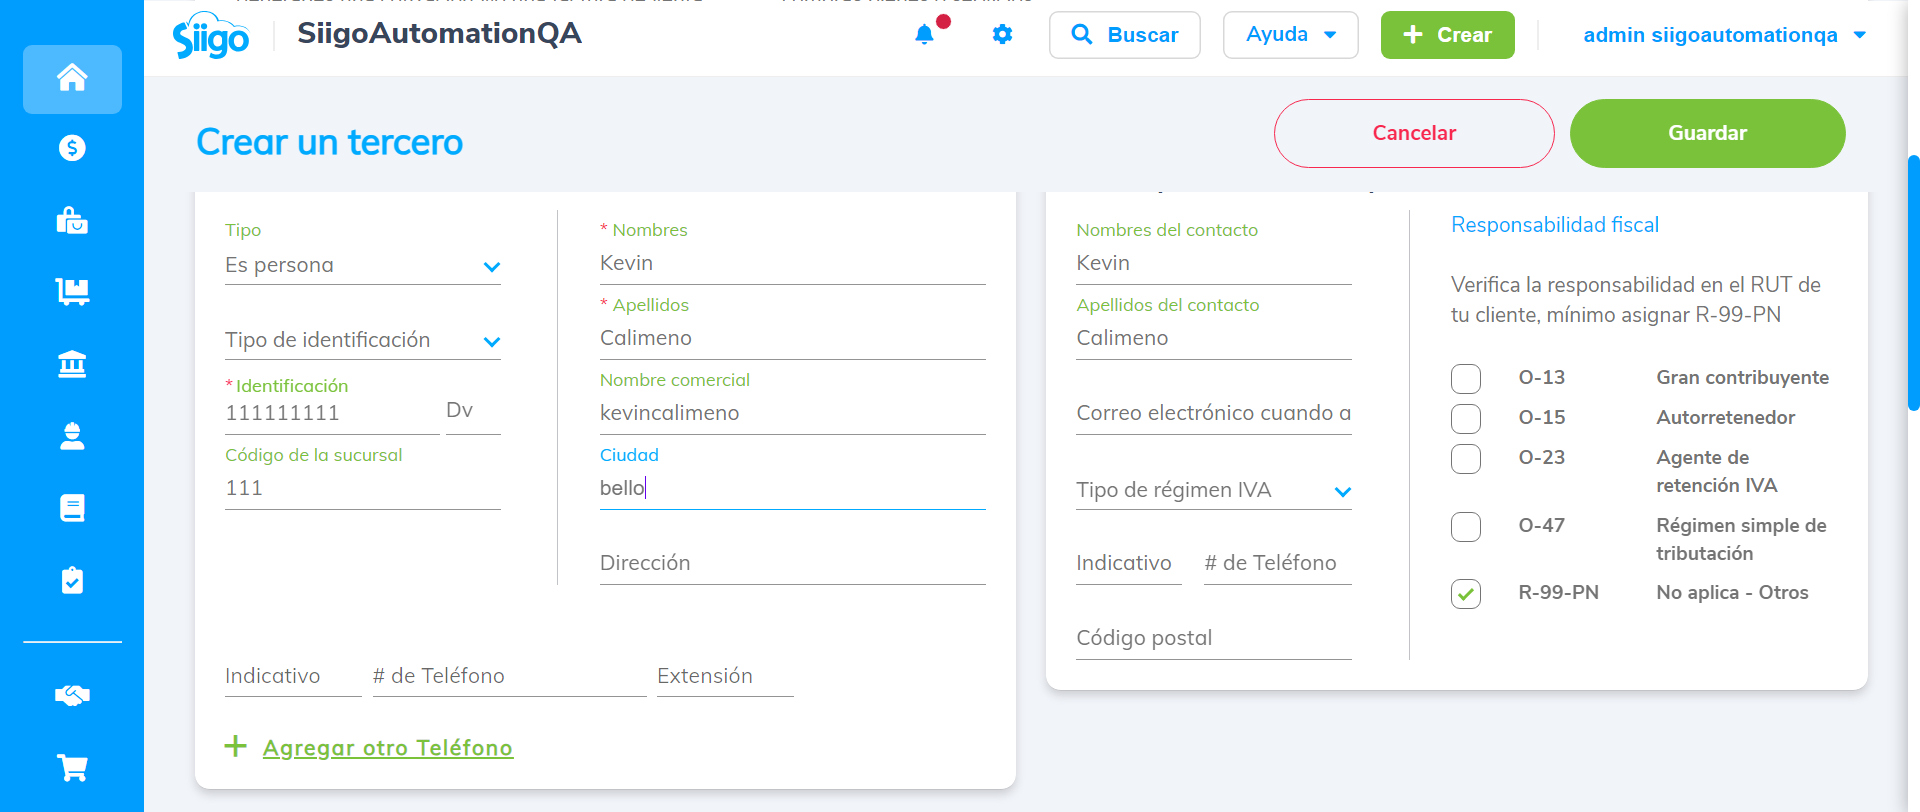 Siigo
SiigoAutomationQA
Buscar
Ayuda
Crear
admin siigoautomationqa
Crear un tercero
Cancelar
Guardar
Tipo
Es persona
Tipo de identificación
* Identificación
111111111
Dv
Código de la sucursal
111
* Nombres
Kevin
* Apellidos
Calimeno
Nombre comercial
kevincalimeno
Ciudad
bello
Dirección
Indicativo
# de Teléfono
Extensión
+ Agregar otro Teléfono
Nombres del contacto
Kevin
Apellidos del contacto
Calimeno
Correo electrónico cuando a
Tipo de régimen IVA
Indicativo
# de Teléfono
Código postal
Responsabilidad fiscal
Verifica la responsabilidad en el RUT de
tu cliente, mínimo asignar R-99-PN
O-13 Gran contribuyente
O-15 Autorretenedor
O-23 Agente de
retención IVA
O-47 Régimen simple de
tributación
R-99-PN No aplica - Otros